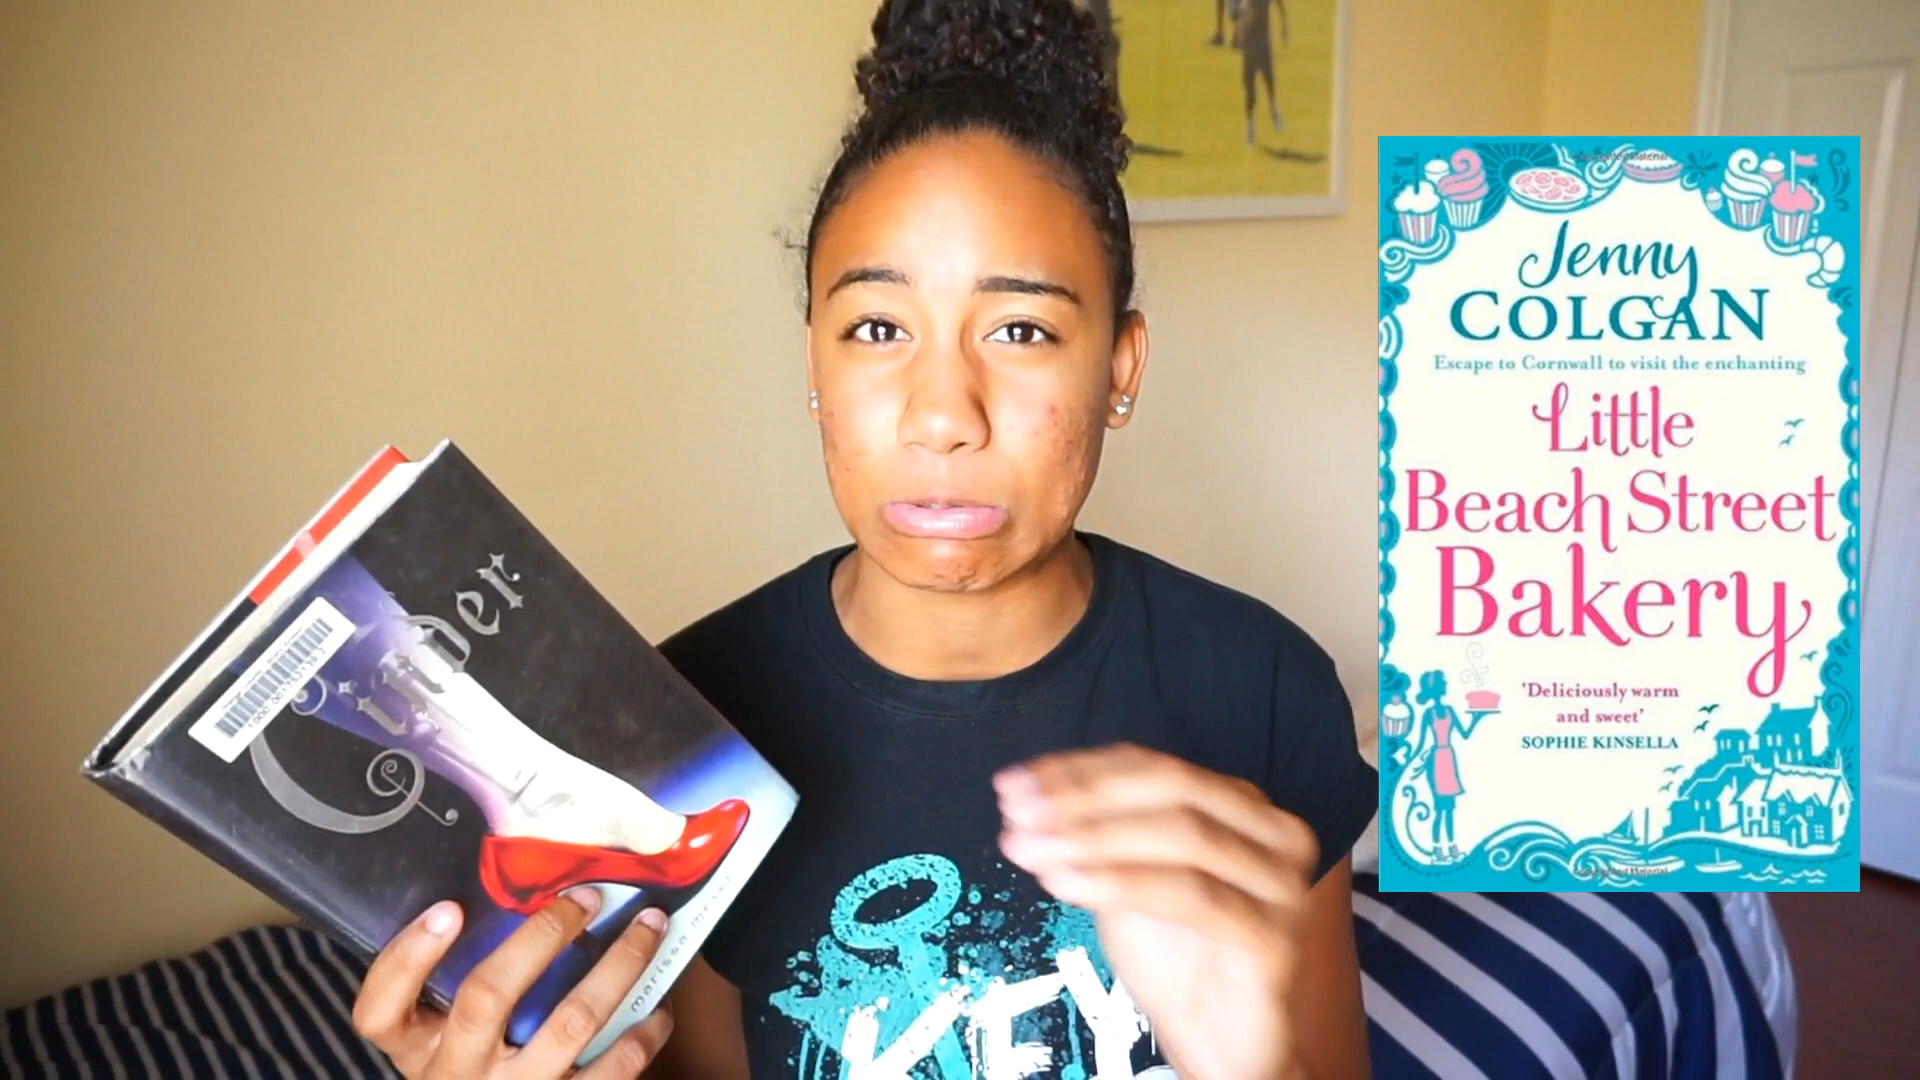 Cinder
marissa meyer
KEY
Jenny
COLGAN
Escape to Cornwall to visit the enchanting
Little
Beach Street
Bakery
'Deliciously warm
and sweet'
SOPHIE KINSELLA